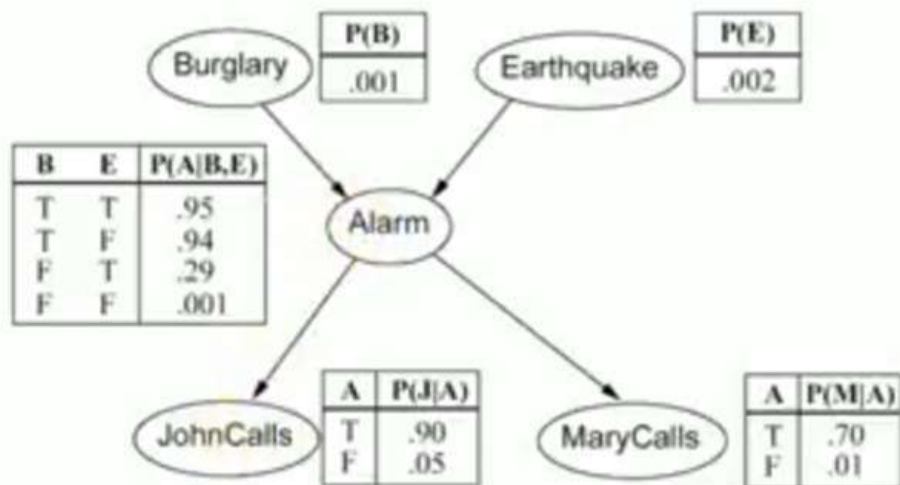 Burglary
P(B)
.001
Earthquake
P(E)
.002
B E P(A|B,E)
T T .95
T F .94
F T .29
F F .001
Alarm
JohnCalls
A P(J|A)
T .90
F .05
MaryCalls
A P(M|A)
T .70
F .01